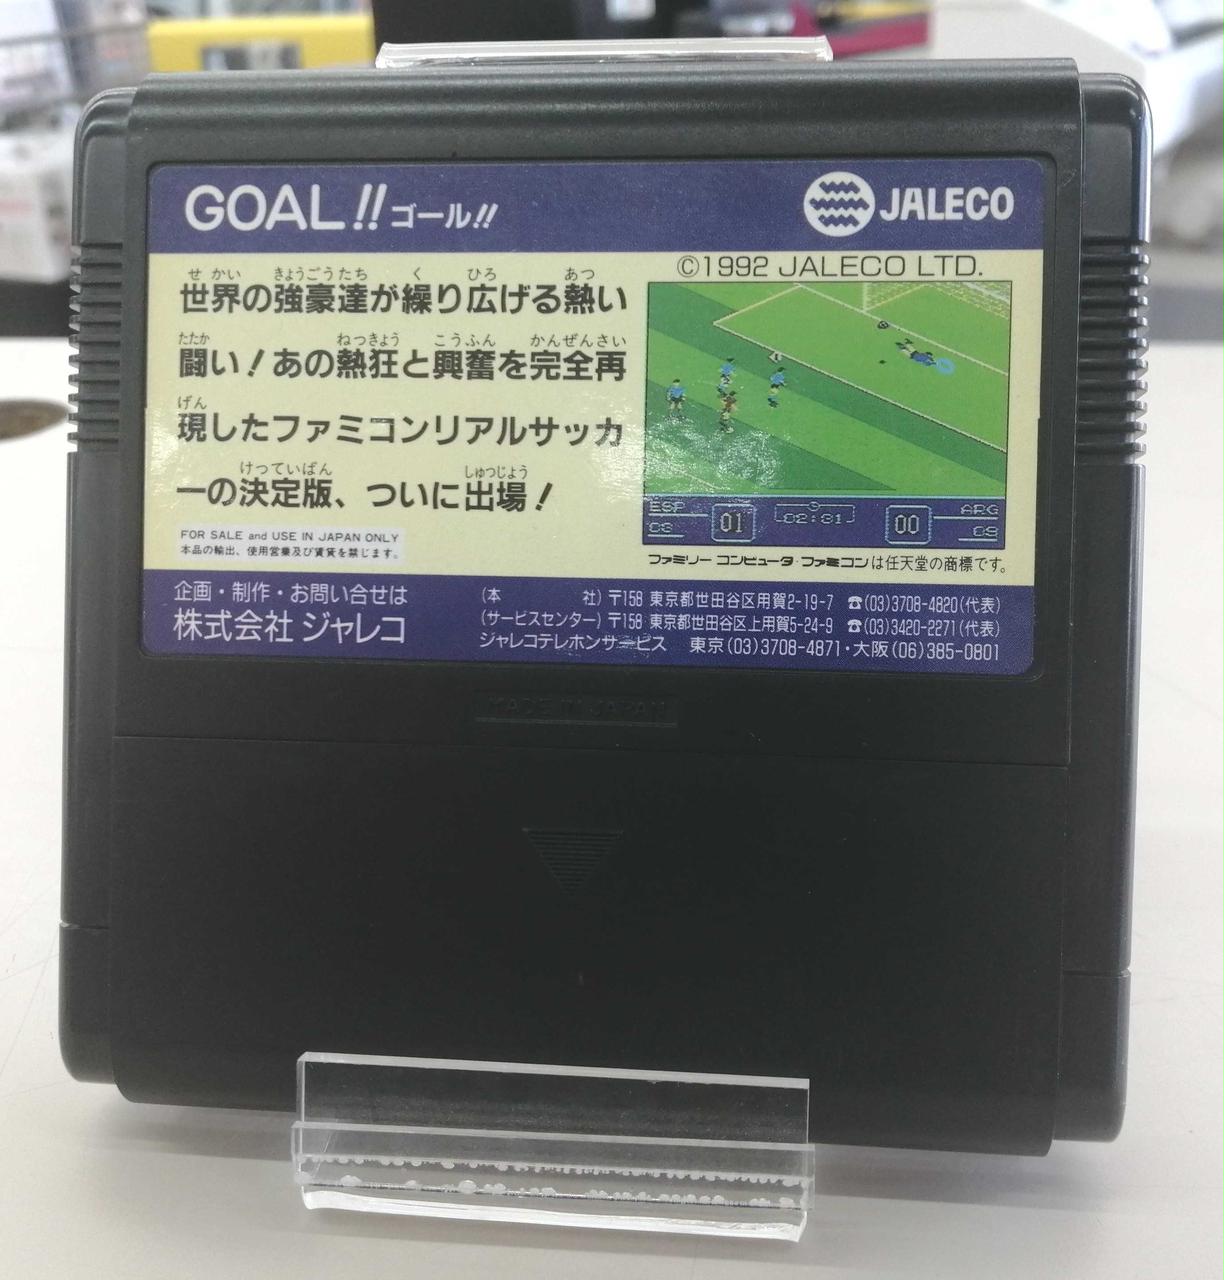 GOAL!! ゴール!!
JALECO
©1992 JALECO LTD.
せかい きょうごうたち く ひろ あつ
世界の強豪達が繰り広げる熱い
たたか ねっきょう こうふん かんぜんさい
闘い!あの熱狂と興奮を完全再
げん
現したファミコンリアルサッカ
けっていばん しゅつじょう
ーの決定版、ついに出場!
ESP 01 02:31 00 ARG
09
FOR SALE and USE IN JAPAN ONLY
本品の輸出、使用営業及び賃貸を禁じます。
ファミリーコンピュータ・ファミコンは任天堂の商標です。
企画・制作・お問い合せは
株式会社 ジャレコ
(本 社)〒158 東京都世田谷区用賀2-19-7 ☎(03)3708-4820(代表)
(サービスセンター)〒158 東京都世田谷区上用賀5-24-9 ☎(03)3420-2271(代表)
ジャレコテレホンサービス 東京(03)3708-4871・大阪(06)385-0801
MADE IN JAPAN